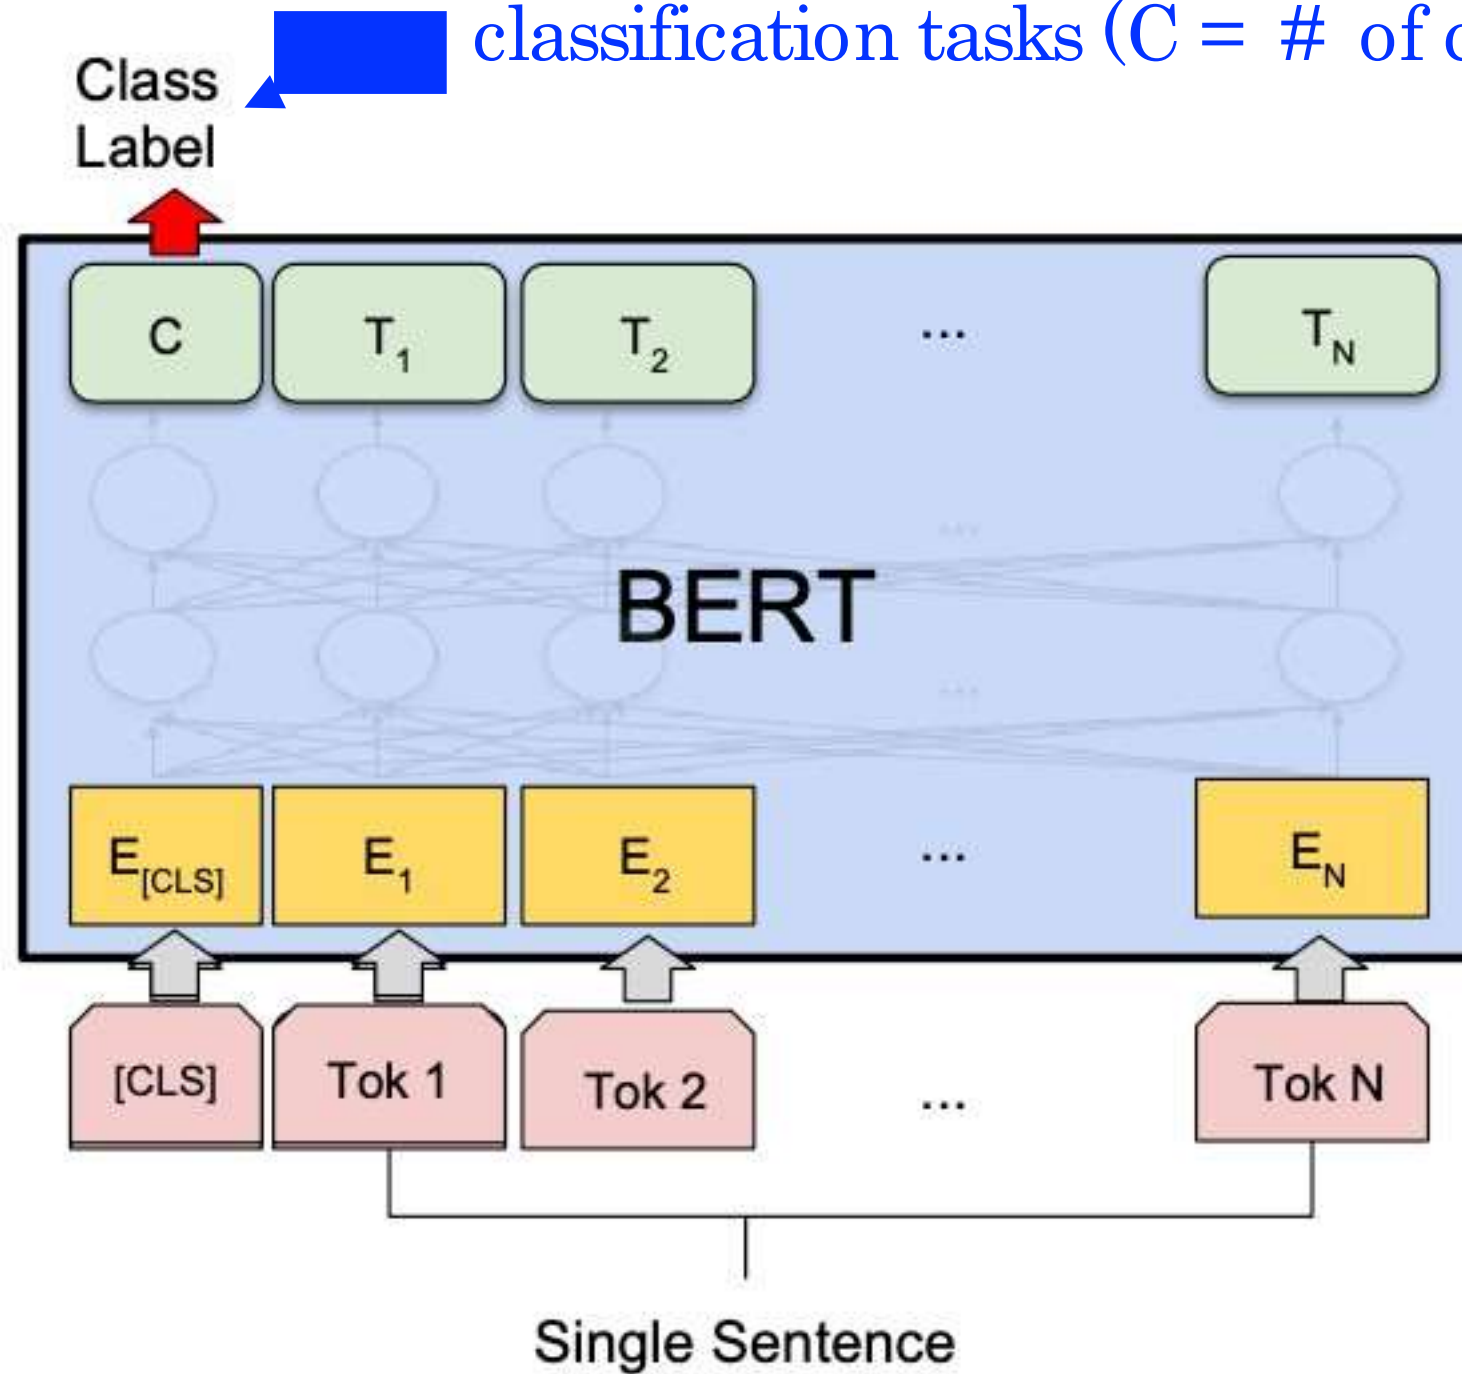 classification tasks (C = # of
Class
Label
C T1 T2 ... TN
...
BERT
...
E[CLS] E1 E2 ... EN
[CLS] Tok 1 Tok 2 ... Tok N
Single Sentence